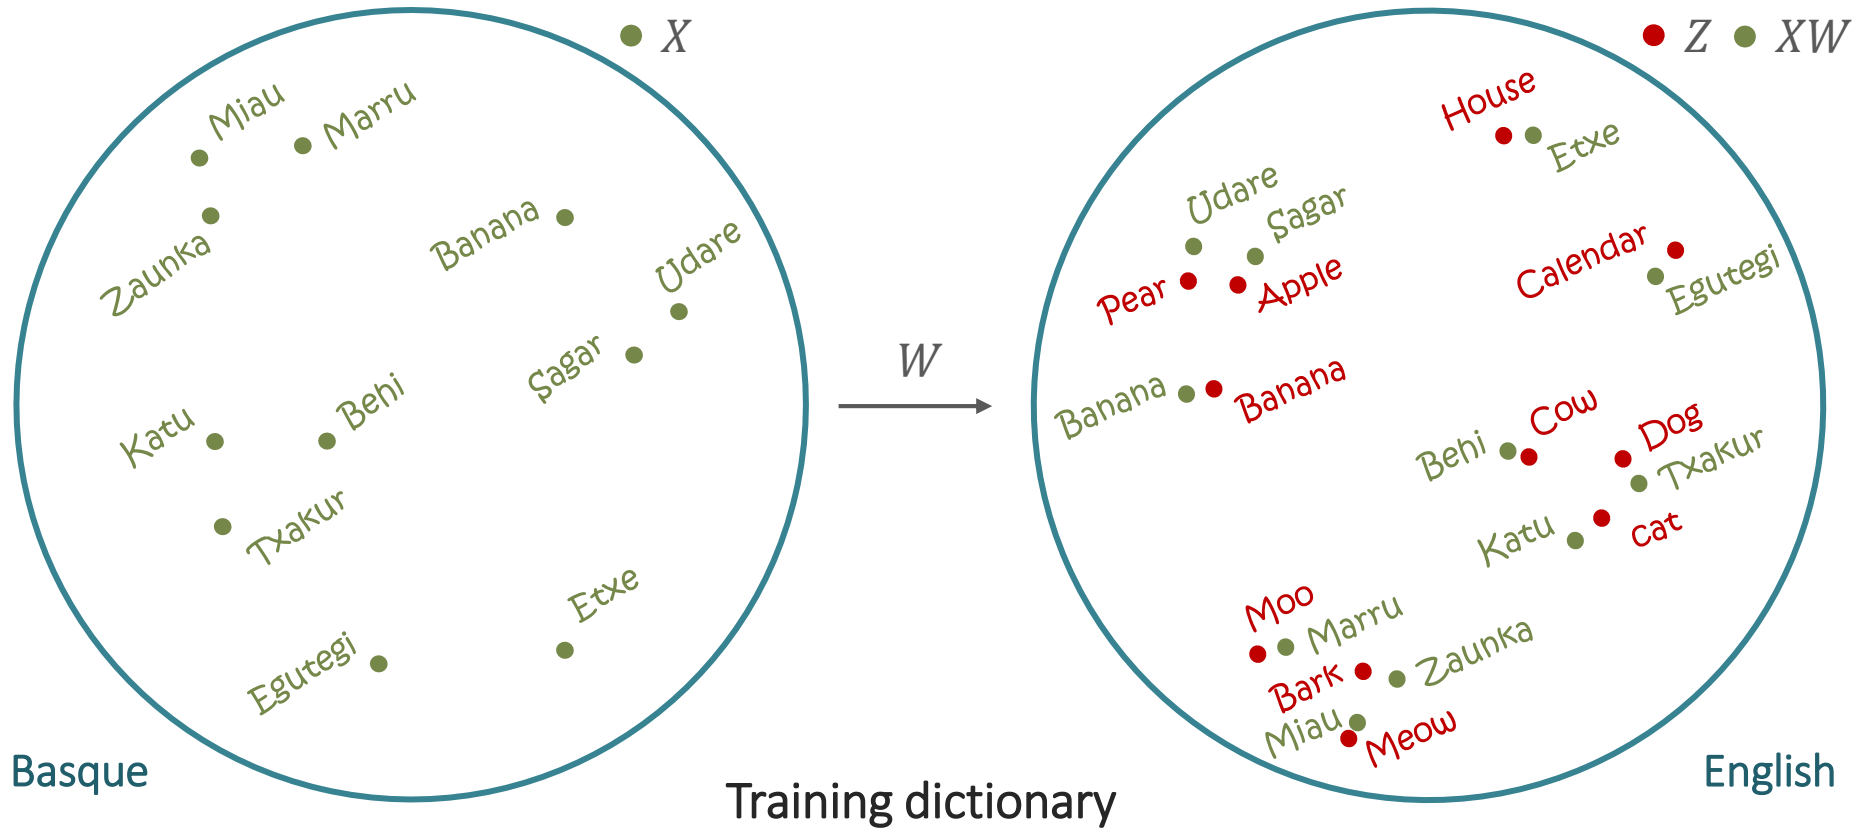 X
Miau
Marru
Zaunka
Banana
Udare
Sagar
Katu
Behi
Txakur
Etxe
Egutegi
Basque
W
Z XW
House
Etxe
Udare
Sagar
Calendar
Egutegi
Pear
Apple
Banana
Banana
Cow
Dog
Behi
Txakur
Katu
cat
Moo
Marru
Zaunka
Bark
Miau
Meow
English
Training dictionary